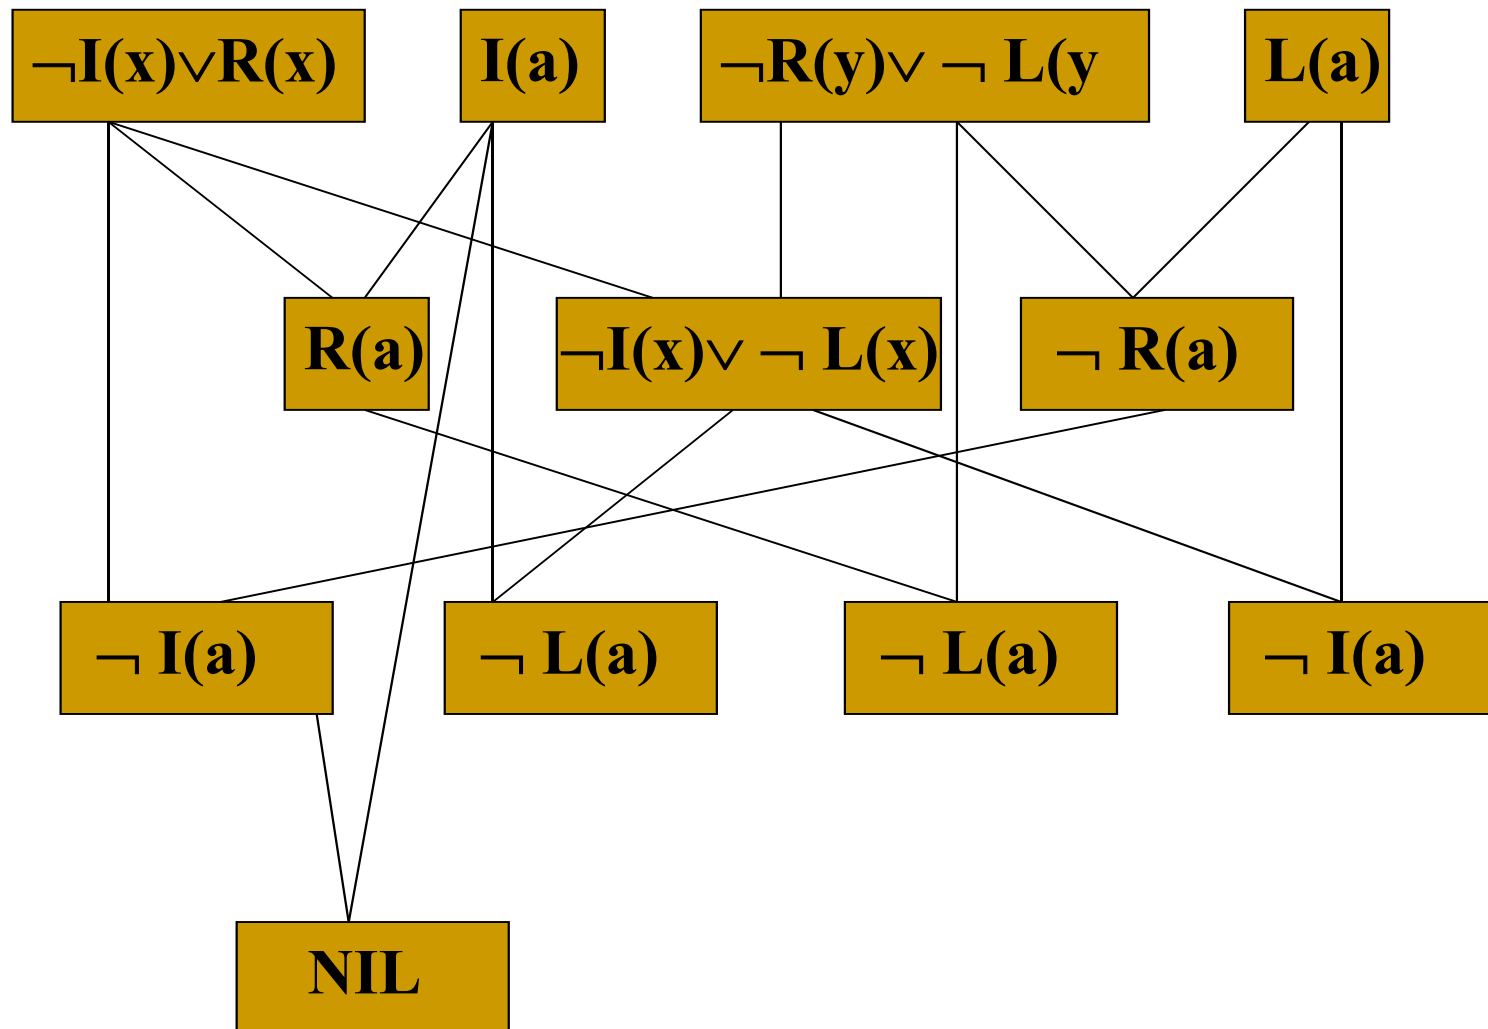 ¬I(x)∨R(x)
I(a)
¬R(y)∨ ¬ L(y
L(a)
R(a)
¬I(x)∨ ¬ L(x)
¬ R(a)
¬ I(a)
¬ L(a)
¬ L(a)
¬ I(a)
NIL